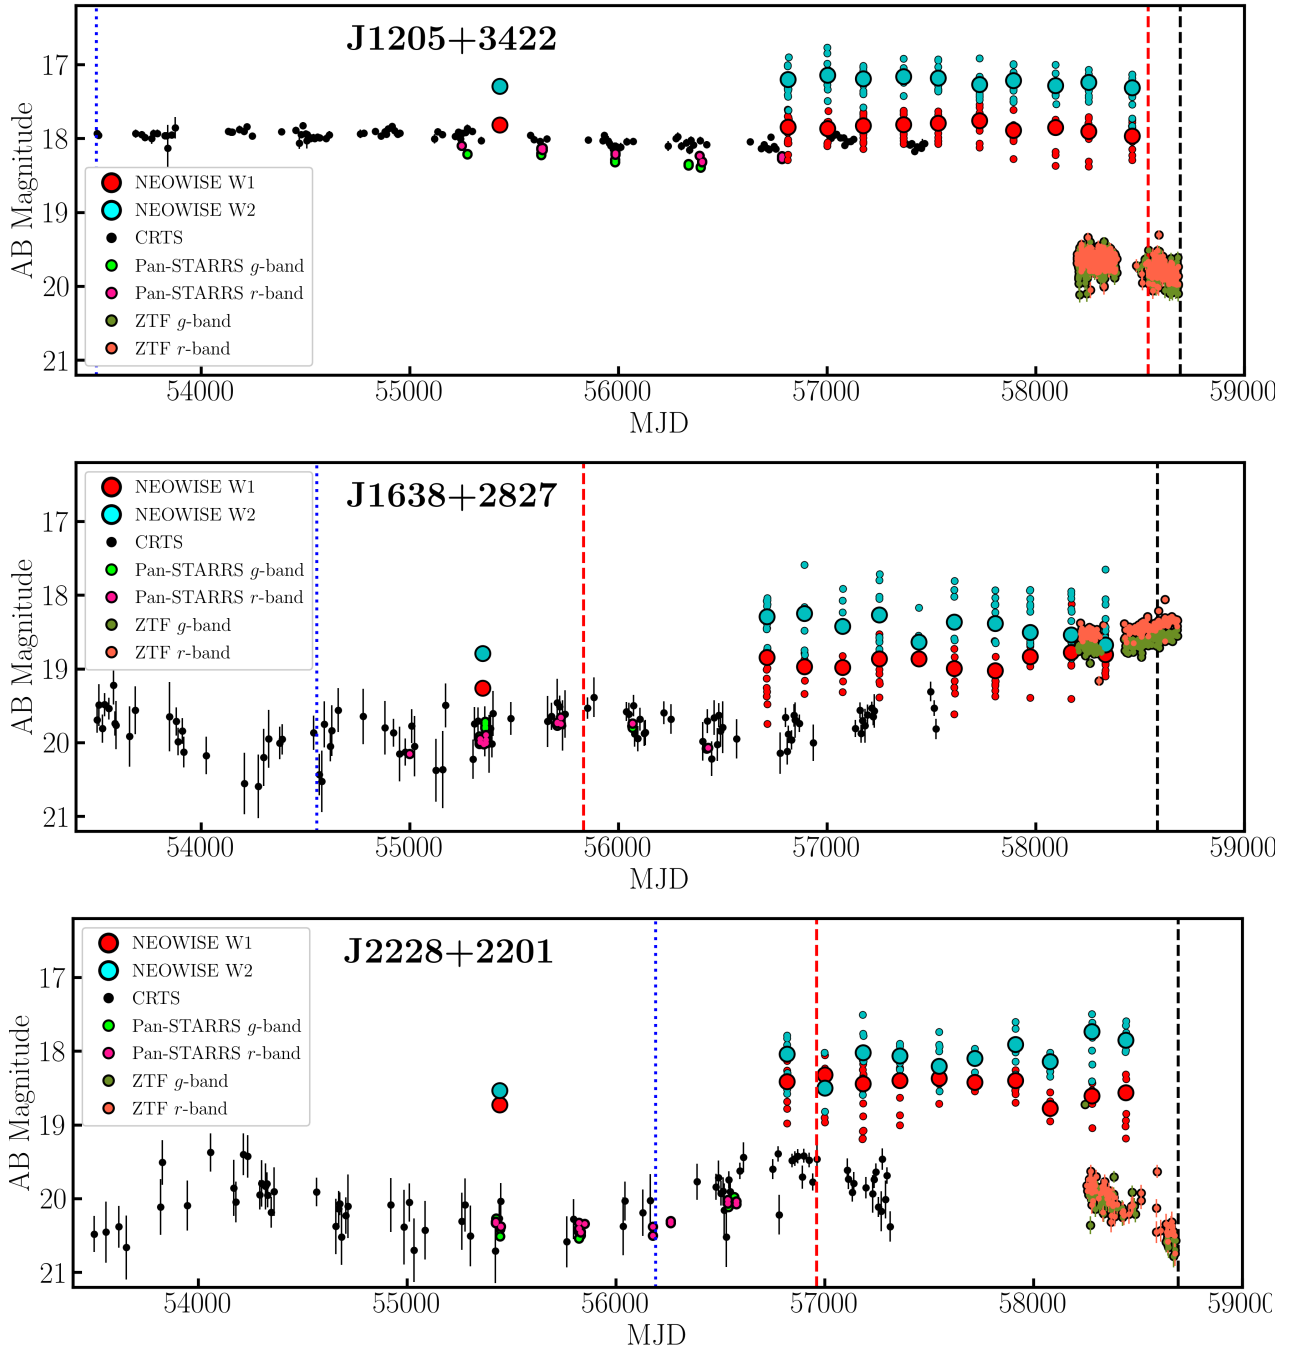 J1205+3422
AB Magnitude
17
18
19
20
21
NEOWISE W1
NEOWISE W2
CRTS
Pan-STARRS g-band
Pan-STARRS r-band
ZTF g-band
ZTF r-band
54000 55000 56000 57000 58000 59000
MJD
J1638+2827
AB Magnitude
17
18
19
20
21
NEOWISE W1
NEOWISE W2
CRTS
Pan-STARRS g-band
Pan-STARRS r-band
ZTF g-band
ZTF r-band
54000 55000 56000 57000 58000 59000
MJD
J2228+2201
AB Magnitude
17
18
19
20
21
NEOWISE W1
NEOWISE W2
CRTS
Pan-STARRS g-band
Pan-STARRS r-band
ZTF g-band
ZTF r-band
54000 55000 56000 57000 58000 59000
MJD